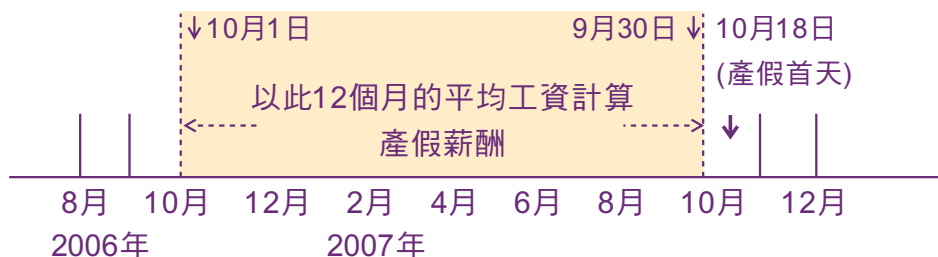 ↓10月1日 9月30日↓ 10月18日
(產假首天)
以此12個月的平均工資計算
產假薪酬
8月 10月 12月 2月 4月 6月 8月 10月 12月
2006年 2007年